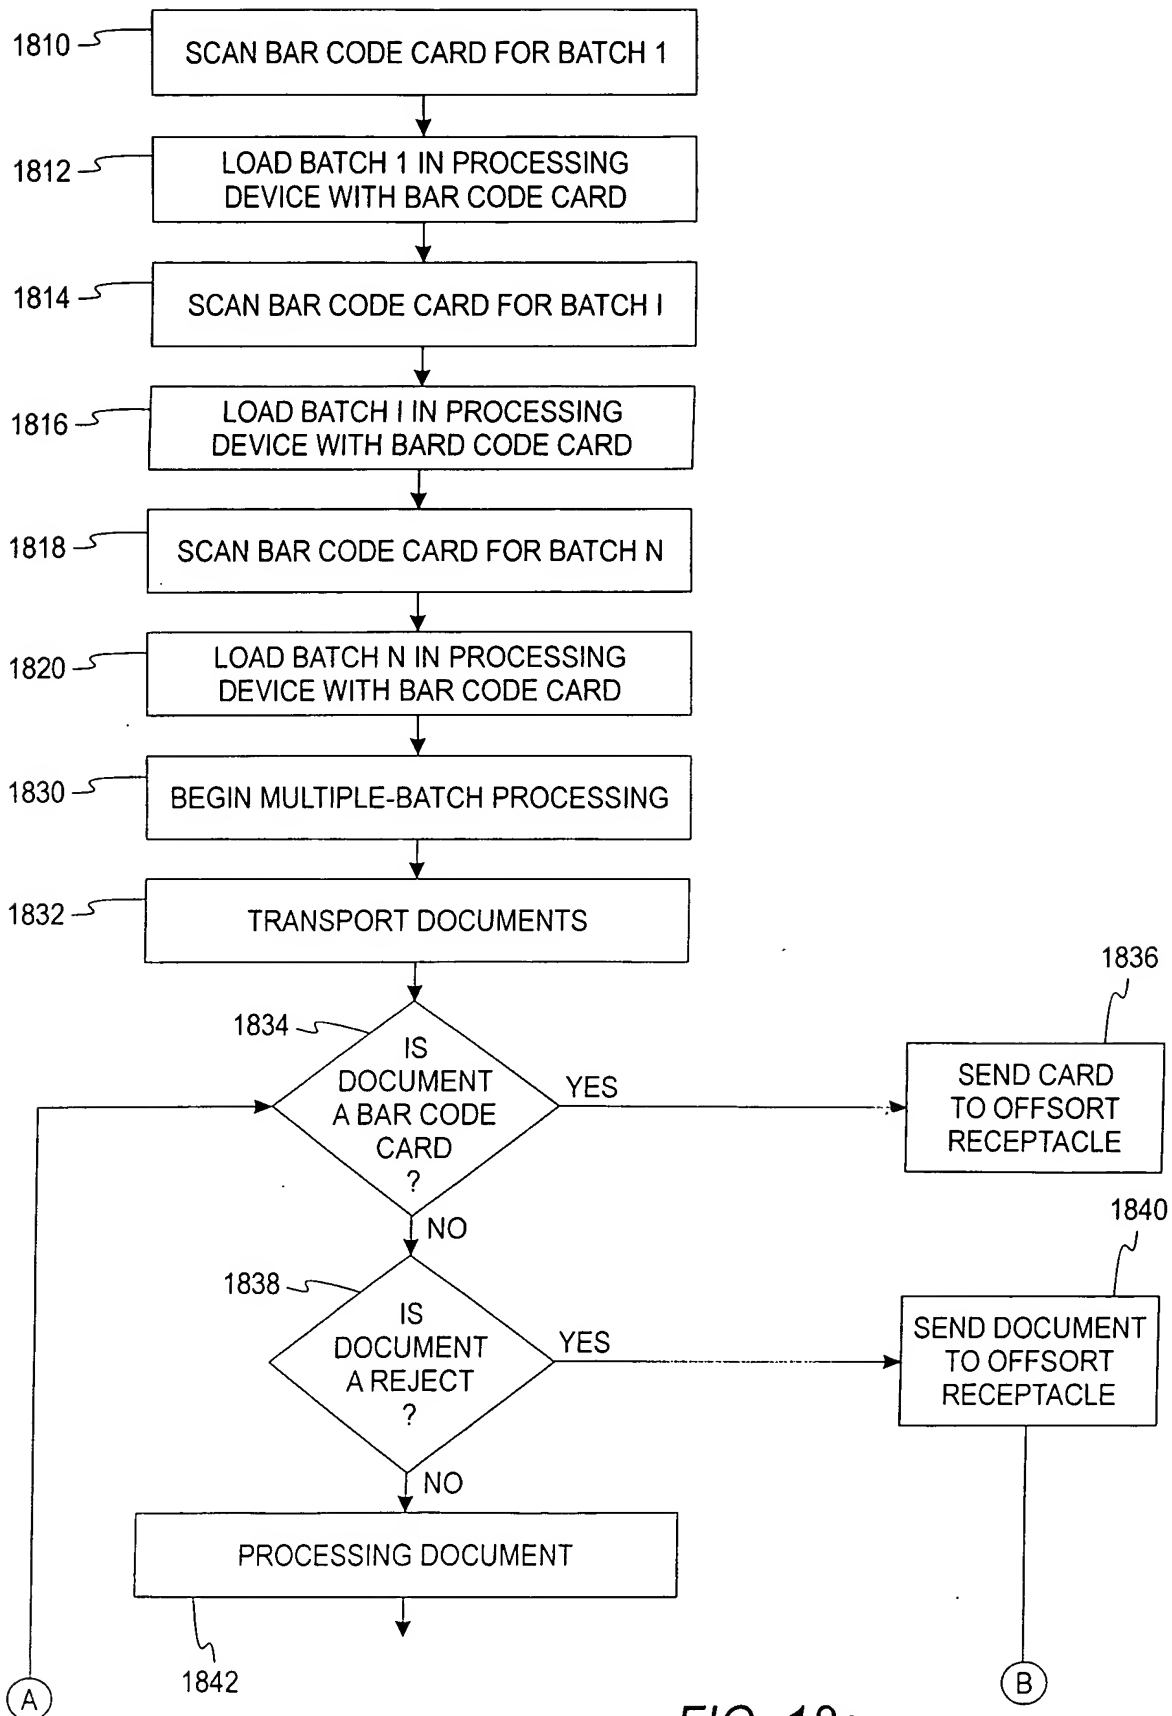 1810
SCAN BAR CODE CARD FOR BATCH 1
1812
LOAD BATCH 1 IN PROCESSING
DEVICE WITH BAR CODE CARD
1814
SCAN BAR CODE CARD FOR BATCH I
1816
LOAD BATCH I IN PROCESSING
DEVICE WITH BARD CODE CARD
1818
SCAN BAR CODE CARD FOR BATCH N
1820
LOAD BATCH N IN PROCESSING
DEVICE WITH BAR CODE CARD
1830
BEGIN MULTIPLE-BATCH PROCESSING
1832
TRANSPORT DOCUMENTS
1834
IS
DOCUMENT
A BAR CODE
CARD
?
YES
1836
SEND CARD
TO OFFSORT
RECEPTACLE
NO
1838
IS
DOCUMENT
A REJECT
?
YES
1840
SEND DOCUMENT
TO OFFSORT
RECEPTACLE
NO
PROCESSING DOCUMENT
1842
A
B
FIG. 18a